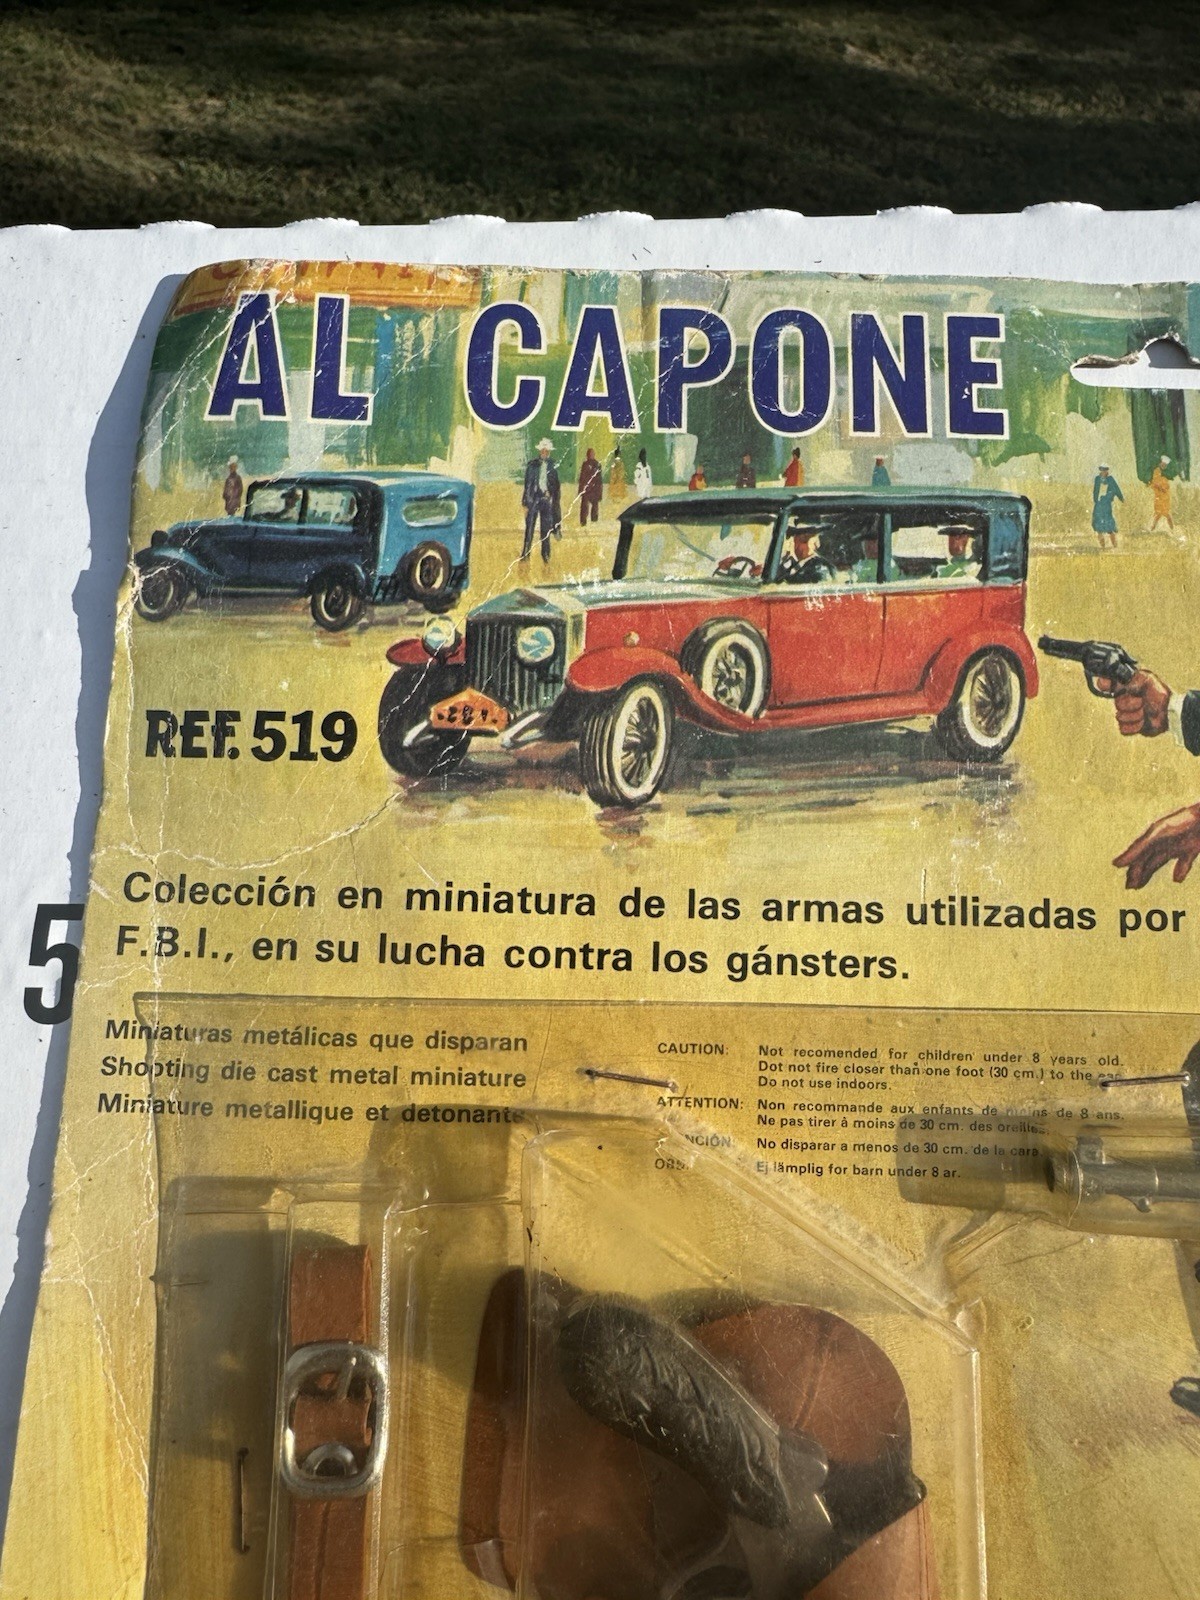 AL CAPONE
REF. 519
Colección en miniatura de las armas utilizadas por
F.B.I., en su lucha contra los gánsters.
Miniaturas metálicas que disparan
Shooting die cast metal miniature
Miniature metallique et detonante
CAUTION: Not recomended for children under 8 years old.
Dot not fire closer than one foot (30 cm.) to the ear.
Do not use indoors.
ATTENTION: Non recommande aux enfants de moins de 8 ans.
Ne pas tirer à moins de 30 cm. des oreilles.
No disparar a menos de 30 cm. de la cara
Ej lämplig for barn under 8 ar.
5